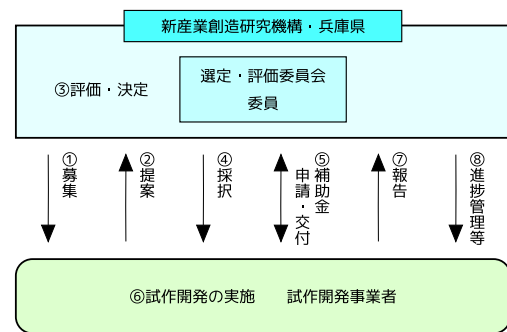 新産業創造研究機構・兵庫県
選定・評価委員会
委員
③評価・決定
①募集
②提案
④採択
⑤補助金
申請・交付
⑦報告
⑧進捗管理等
⑥試作開発の実施 試作開発事業者